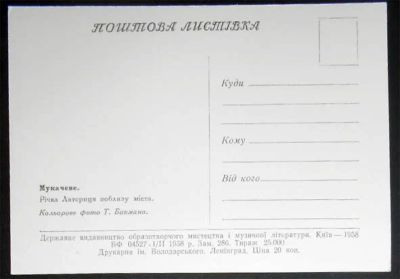 ПОШТОВА ЛИСТІВКА
Куди
Кому
Від кого
Мукачеве.
Річка Латориця поблизу міста.
Кольорове фото Т. Бакмана.
Державне видавництво образотворчого мистецтва і музичної літератури. Київ — 1958
БФ 04527. 1/II 1958 р. Зам. 286. Тираж 25.000
Друкарня ім. Володарського. Ленінград. Ціна 20 коп.